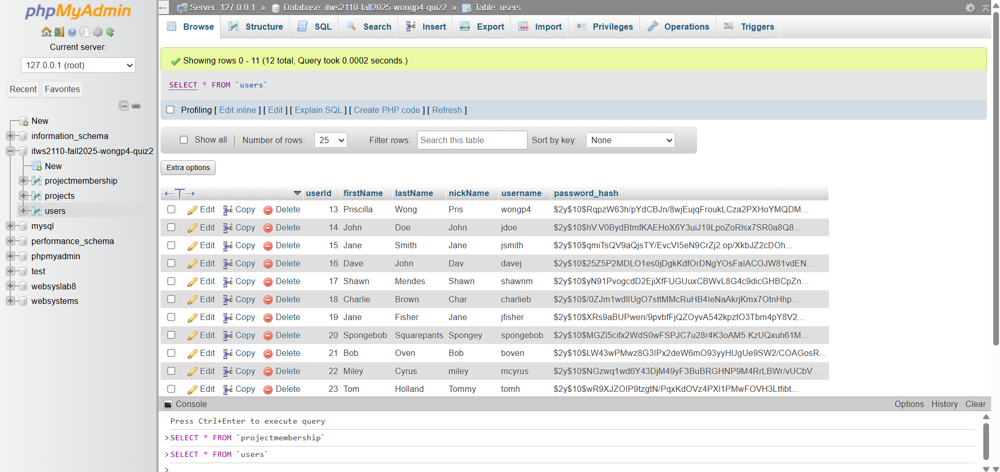 phpMyAdmin
Current server:
127.0.0.1 (root)
Recent Favorites
New
information_schema
itws2110-fall2025-wongp4-quiz2
New
projectmembership
projects
users
mysql
performance_schema
phpmyadmin
test
websyslab8
websystems
Server: 127.0.0.1 » Database: itws2110-fall2025-wongp4-quiz2 » Table: users
Browse Structure SQL Search Insert Export Import Privileges Operations Triggers
Showing rows 0 - 11 (12 total, Query took 0.0002 seconds.)
SELECT * FROM `users`
Profiling [ Edit inline ] [ Edit ] [ Explain SQL ] [ Create PHP code ] [ Refresh ]
Show all Number of rows: 25 Filter rows: Search this table Sort by key: None
Extra options
userId firstName lastName nickName username password_hash
Edit Copy Delete 13 Priscilla Wong Pris wongp4 $2y$10$RqpzW63h/pYdCBJn/8wjEujqFroukLCza2PXHoYMQDM...
Edit Copy Delete 14 John Doe John jdoe $2y$10$hV.V0BydBtmfKAEHoX6Y3uiJ19LpoZoRlsx7SR0a8Q8...
Edit Copy Delete 15 Jane Smith Jane jsmith $2y$10$qmiTsQV9aQjsTY/EvcVl5eN9CrZj2.op/XkbJZ2cDOh...
Edit Copy Delete 16 Dave John Dav davej $2y$10$25Z5P2MDLO1es0jDgkKdfOrDNgYOsFaIACOJW81vdEN...
Edit Copy Delete 17 Shawn Mendes Shawn shawnm $2y$10$yN91PvogcdD2EjiXfFUGUuxCBWvL8G4c9dicGHBCpZn...
Edit Copy Delete 18 Charlie Brown Char charlieb $2y$10$/0ZJm1wdlIUgO7sttMMcRuHB4leNaAkrjKmx7OtnHhp...
Edit Copy Delete 19 Jane Fisher Jane jfisher $2y$10$XRs9aBUPwen/9pvbfFjQZOyvA542kpztO3Tbm4pY8V2...
Edit Copy Delete 20 Spongebob Squarepants Spongey spongebob $2y$10$MGZl5cifx2WdS0wFSPJC7u28r4K3oAM5.KzUQxuh61M...
Edit Copy Delete 21 Bob Oven Bob boven $2y$10$LW43wPMwz8G3lPx2deW6mO93yyHUgUe9SW2/COAGosR...
Edit Copy Delete 22 Miley Cyrus miley mcyrus $2y$10$NGzwq1wd6Y43DjM49yF3BuBRGHNP9M4RrLBWr/vUCbV...
Edit Copy Delete 23 Tom Holland Tommy tomh $2y$10$wR9XJZOIP9tzgtN/PqxKdOVz4PXl1PMwFOVH3Ltfibt...
Console Options History Clear
Press Ctrl+Enter to execute query
>SELECT * FROM `projectmembership`
>SELECT * FROM `users`
>